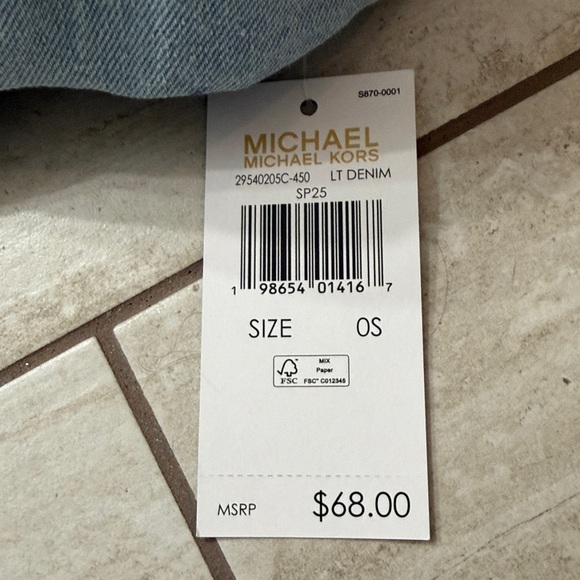 S870-0001
MICHAEL
MICHAEL KORS
29540205C-450 LT DENIM
SP25
1 98654 01416 7
SIZE OS
FSC
MIX
Paper
FSC™ C012345
MSRP $68.00